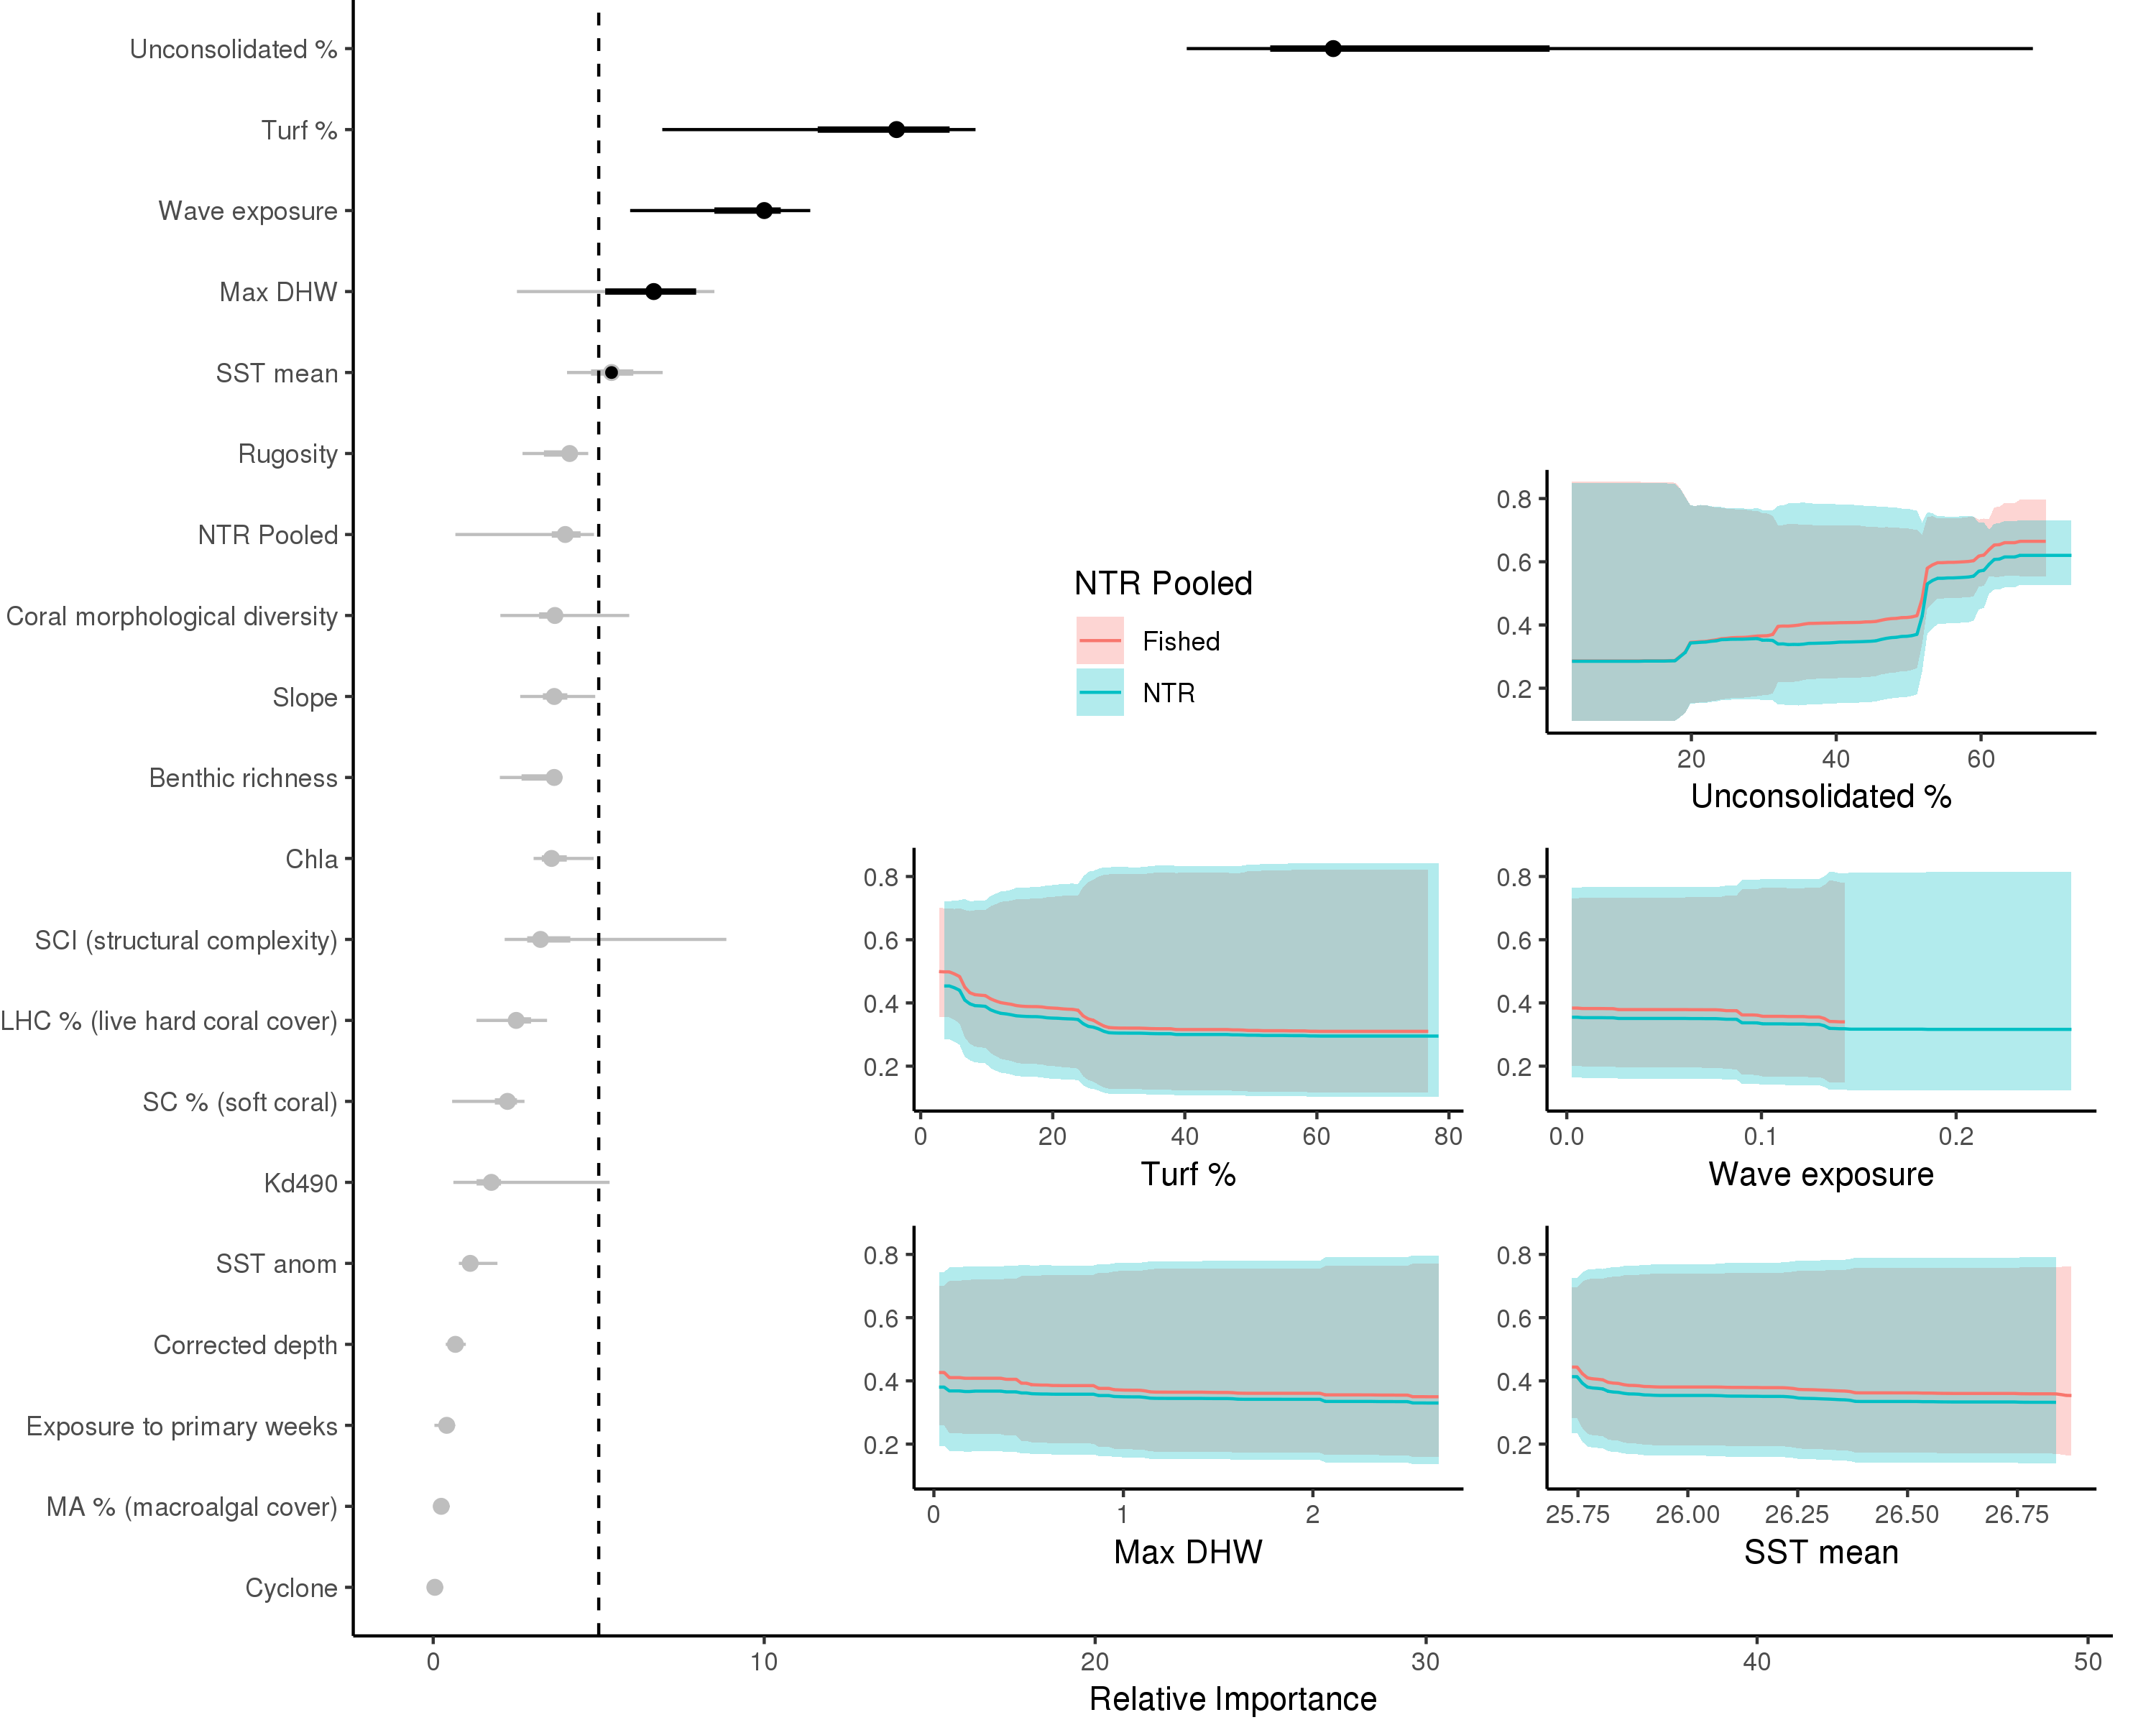 Unconsolidated %
Turf %
Wave exposure
Max DHW
SST mean
Rugosity
NTR Pooled
Coral morphological diversity
Slope
Benthic richness
Chla
SCI (structural complexity)
LHC % (live hard coral cover)
SC % (soft coral)
Kd490
SST anom
Corrected depth
Exposure to primary weeks
MA % (macroalgal cover)
Cyclone
0 10 20 30 40 50
Relative Importance
NTR Pooled
Fished
NTR
0.8
0.6
0.4
0.2
20 40 60
Unconsolidated %
0.8
0.6
0.4
0.2
0 20 40 60 80
Turf %
0.8
0.6
0.4
0.2
0.0 0.1 0.2
Wave exposure
0.8
0.6
0.4
0.2
0 1 2
Max DHW
0.8
0.6
0.4
0.2
25.75 26.00 26.25 26.50 26.75
SST mean